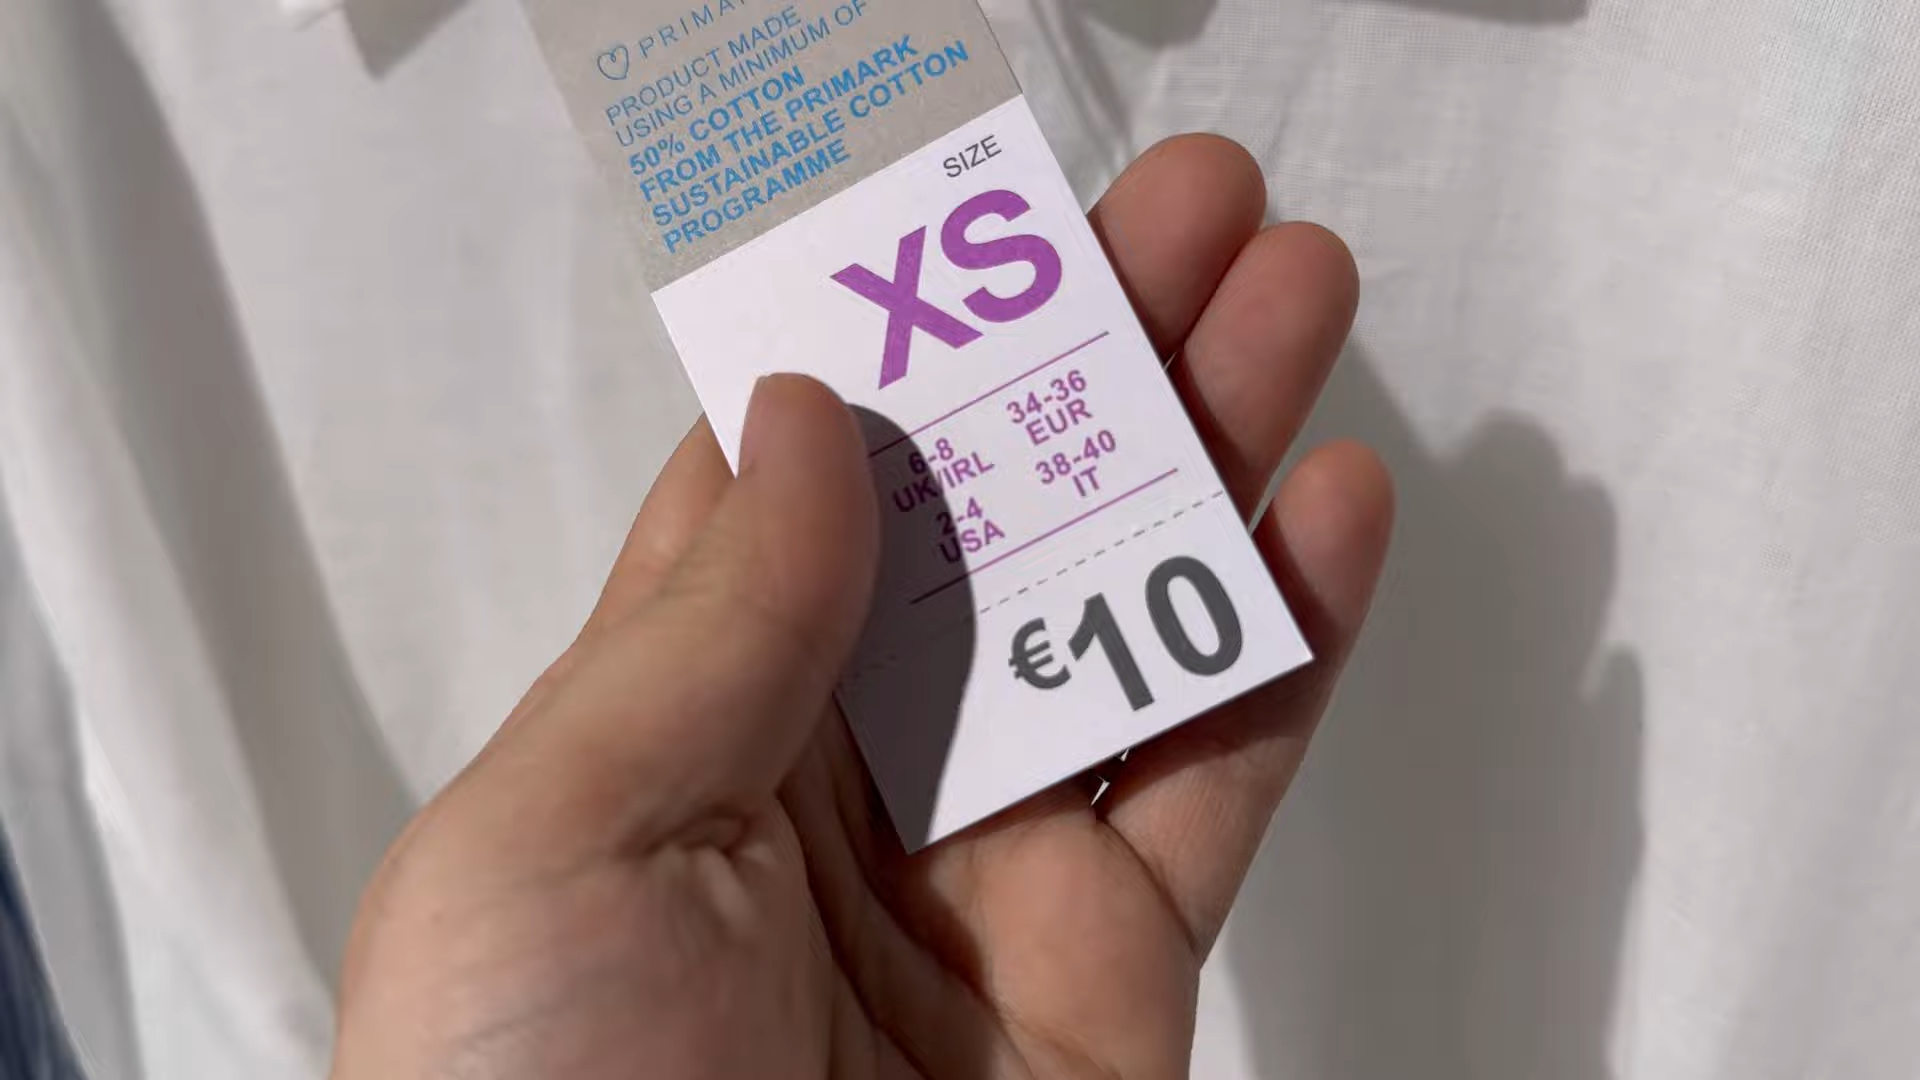 PRODUCT MADE
USING A MINIMUM OF
50% COTTON
FROM THE PRIMARK
SUSTAINABLE COTTON
PROGRAMME
SIZE
XS
6-8
UK/IRL
34-36
EUR
2-4
USA
38-40
IT
€10